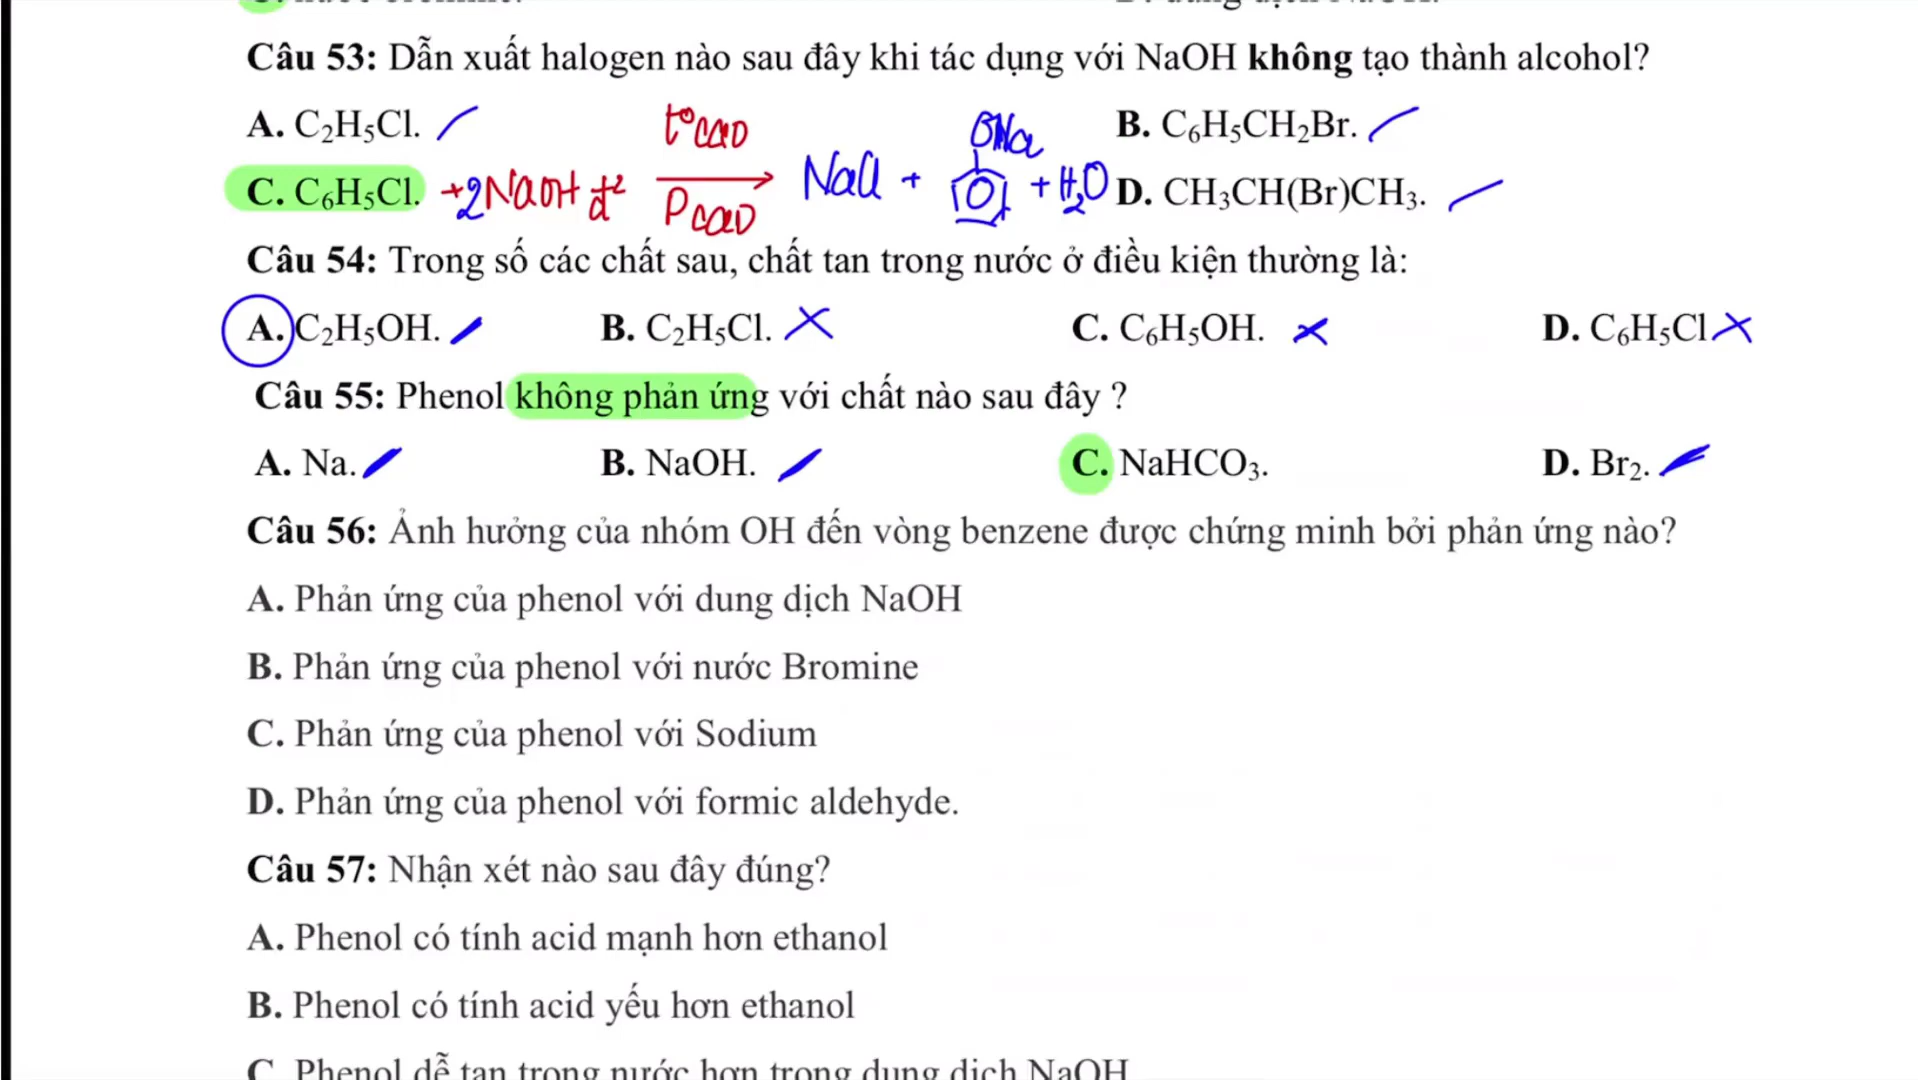 Câu 53: Dẫn xuất halogen nào sau đây khi tác dụng với NaOH không tạo thành alcohol?
A. C₂H₅Cl. t° cao ONa B. C₆H₅CH₂Br.
C. C₆H₅Cl. +2NaOH đ² → P cao NaCl + + H₂O D. CH₃CH(Br)CH₃.
Câu 54: Trong số các chất sau, chất tan trong nước ở điều kiện thường là:
A. C₂H₅OH. B. C₂H₅Cl. C. C₆H₅OH. D. C₆H₅Cl
Câu 55: Phenol không phản ứng với chất nào sau đây ?
A. Na. B. NaOH. C. NaHCO₃. D. Br₂.
Câu 56: Ảnh hưởng của nhóm OH đến vòng benzene được chứng minh bởi phản ứng nào?
A. Phản ứng của phenol với dung dịch NaOH
B. Phản ứng của phenol với nước Bromine
C. Phản ứng của phenol với Sodium
D. Phản ứng của phenol với formic aldehyde.
Câu 57: Nhận xét nào sau đây đúng?
A. Phenol có tính acid mạnh hơn ethanol
B. Phenol có tính acid yếu hơn ethanol
C. Phenol dễ tan trong nước hơn trong dung dịch NaOH